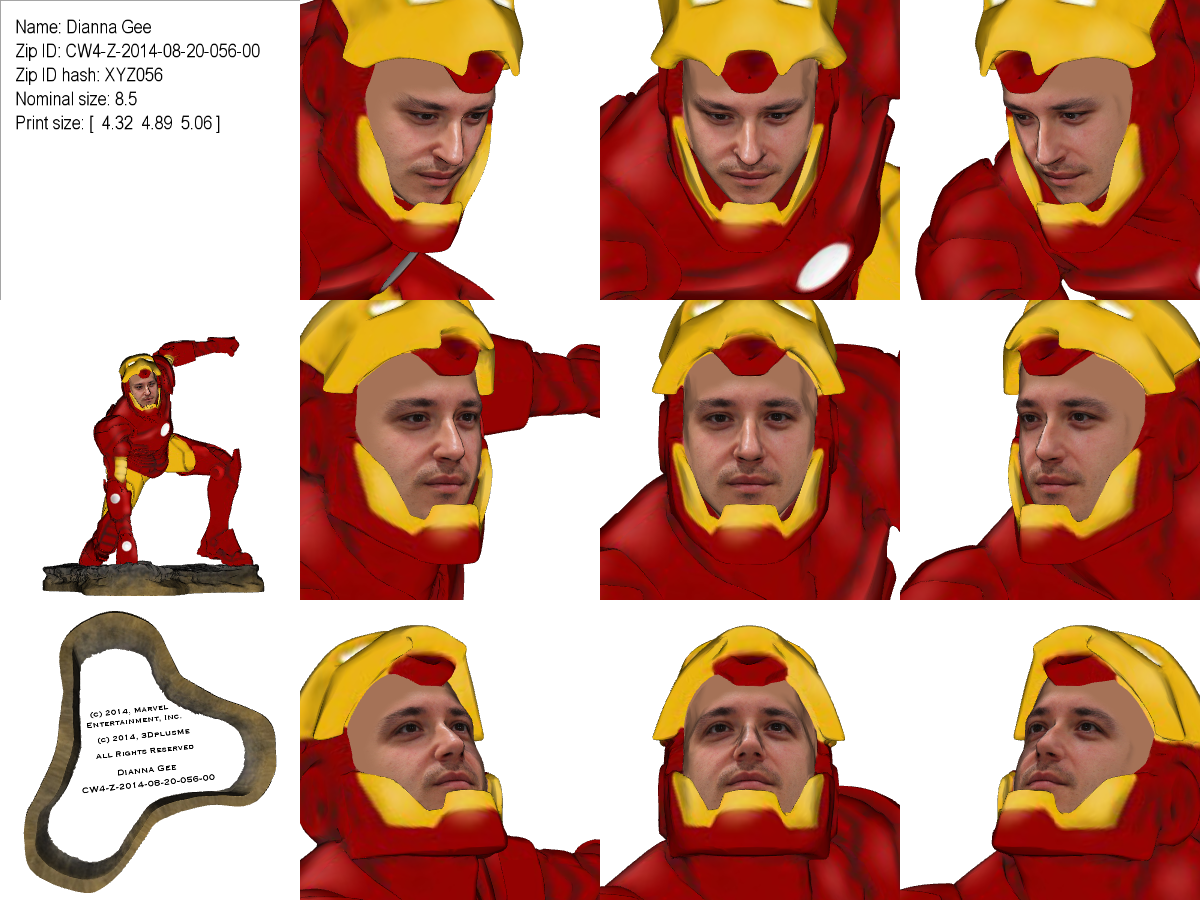 Name: Dianna Gee
Zip ID: CW4-Z-2014-08-20-056-00
Zip ID hash: XYZ056
Nominal size: 8.5
Print size: [  4.32  4.89  5.06 ]
(c) 2014, Marvel
Entertainment, Inc.
(c) 2014, 3DplusMe
All Rights Reserved
Dianna Gee
CW4-Z-2014-08-20-056-00